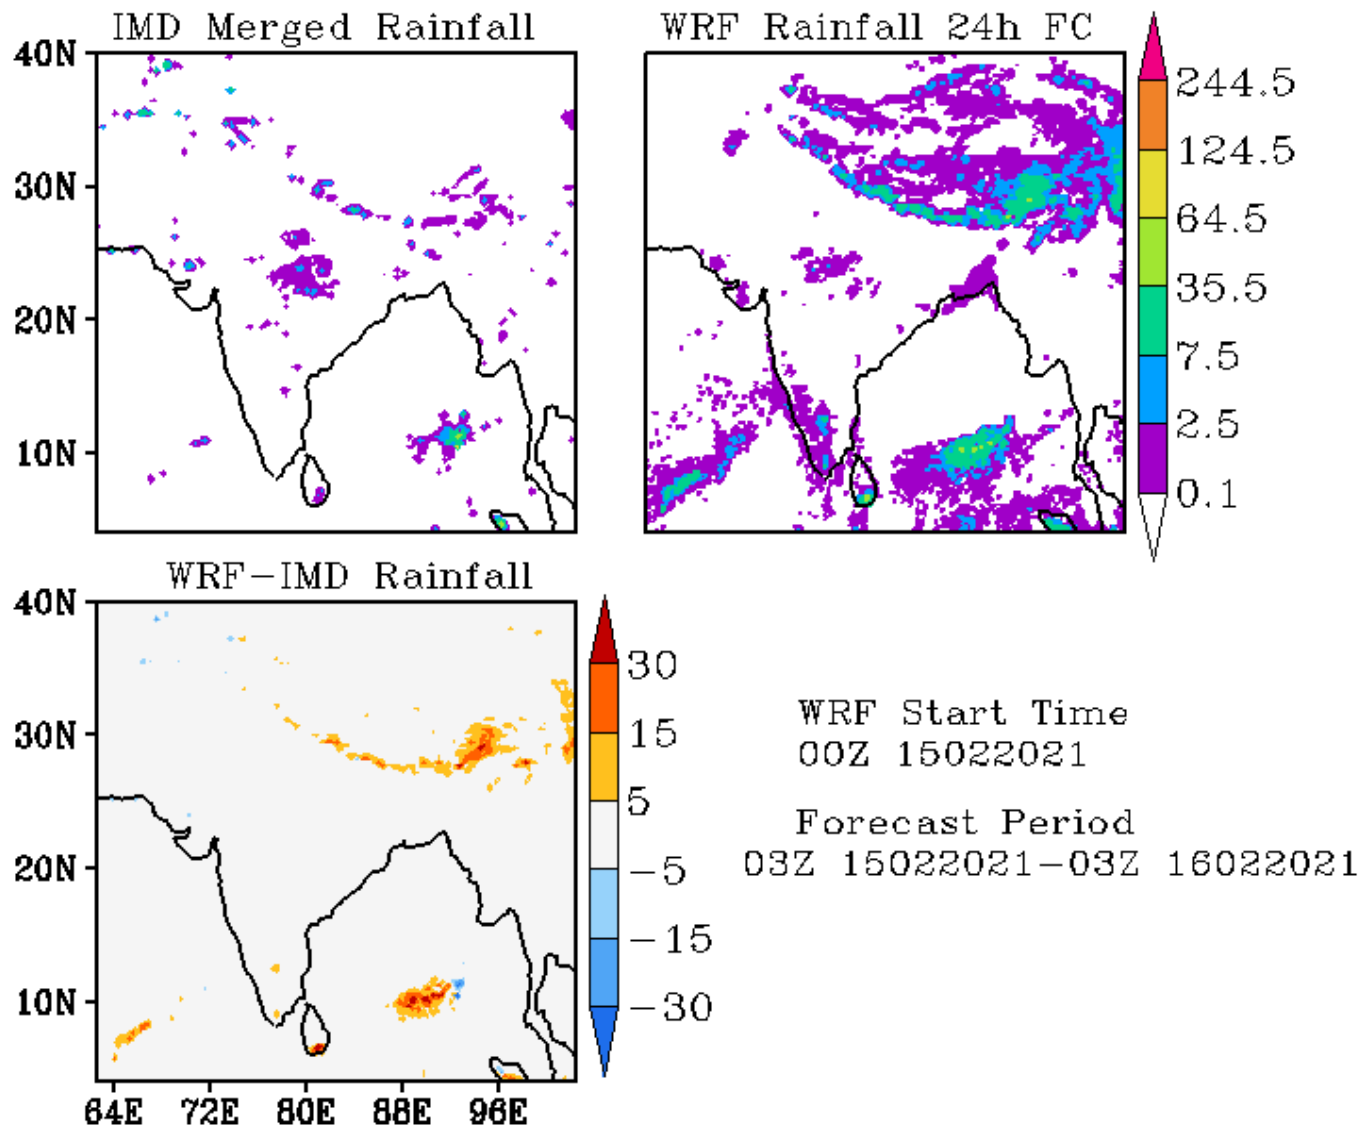 IMD Merged Rainfall
WRF Rainfall 24h FC
40N
30N
20N
10N
244.5
124.5
64.5
35.5
7.5
2.5
0.1
WRF-IMD Rainfall
40N
30N
20N
10N
64E 72E 80E 88E 96E
30
15
5
-5
-15
-30
WRF Start Time
00Z 15022021
Forecast Period
03Z 15022021-03Z 16022021